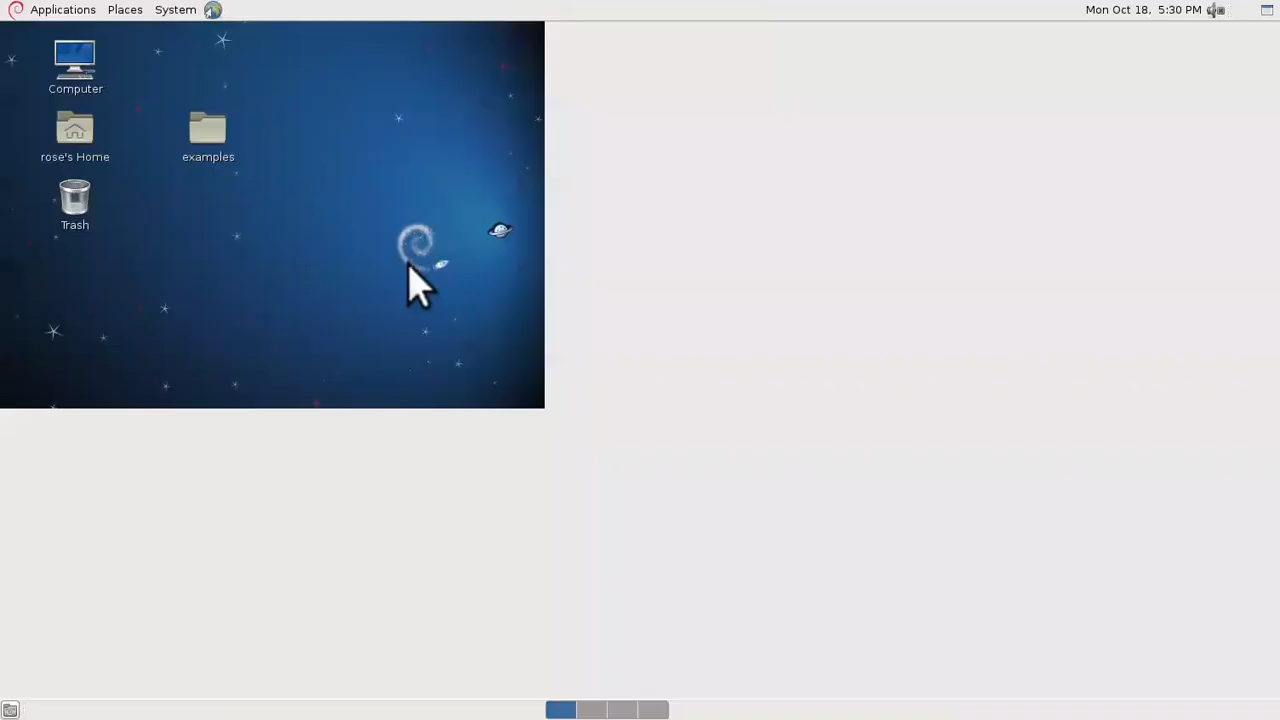 Applications Places System Mon Oct 18, 5:30 PM
Computer
rose's Home examples
Trash